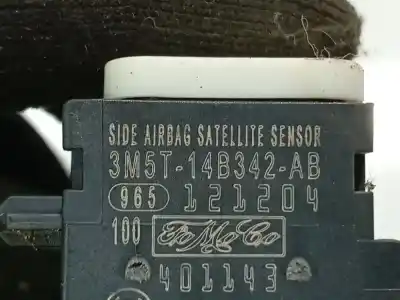 SIDE AIRBAG SATELLITE SENSOR
3M5T-14B342-AB
965 121204
100 FoMoCo
401143